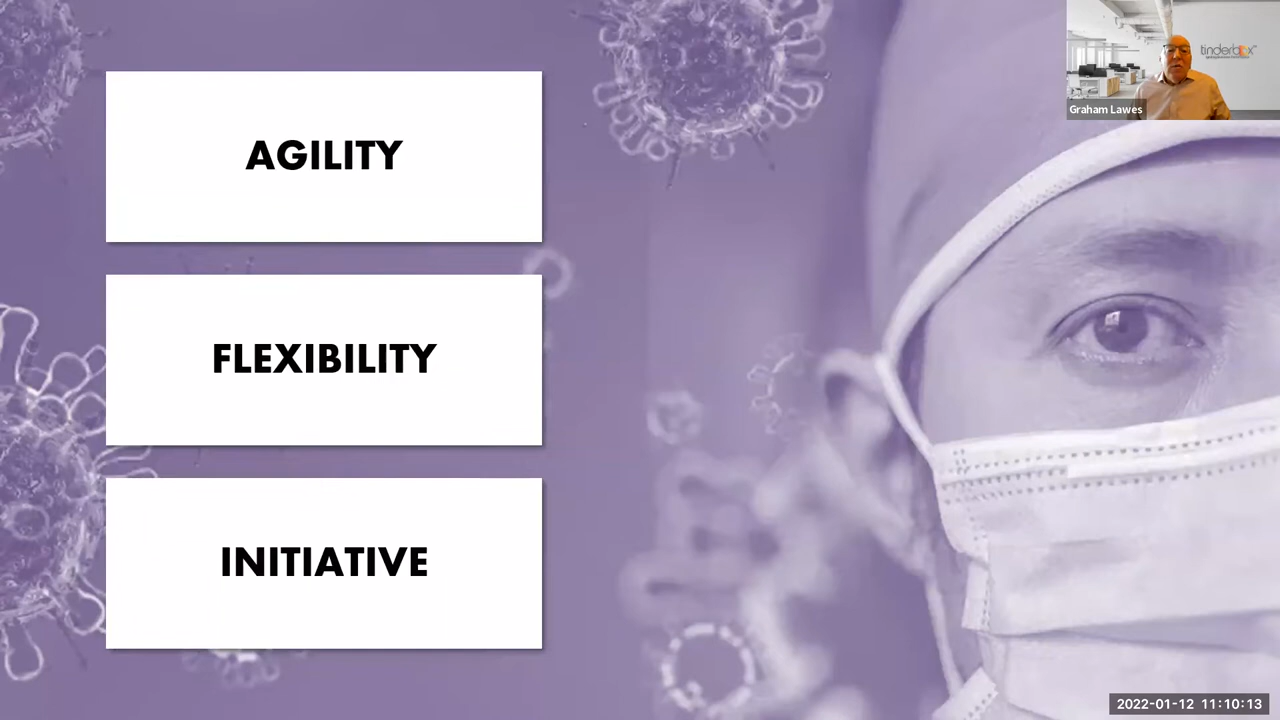 AGILITY
FLEXIBILITY
INITIATIVE
tinderbox
Graham Lawes
2022-01-12 11:10:13